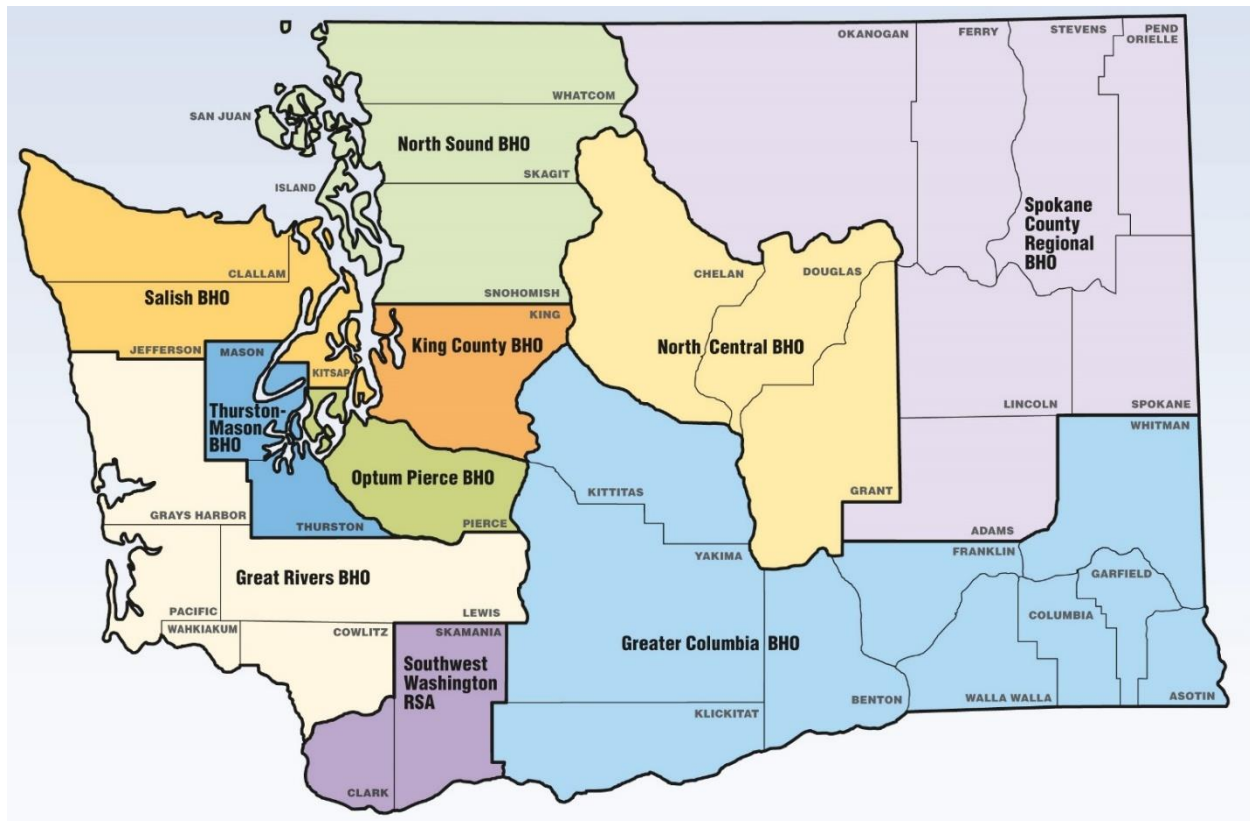 OKANOGAN
FERRY
STEVENS
PEND
ORIELLE
WHATCOM
SAN JUAN
North Sound BHO
SKAGIT
ISLAND
Spokane
County
Regional
BHO
CLALLAM
CHELAN
DOUGLAS
Salish BHO
SNOHOMISH
KING
JEFFERSON
MASON
King County BHO
North Central BHO
KITSAP
LINCOLN
SPOKANE
Thurston-
Mason
BHO
WHITMAN
Optum Pierce BHO
KITTITAS
GRANT
GRAYS HARBOR
THURSTON
PIERCE
ADAMS
YAKIMA
FRANKLIN
GARFIELD
Great Rivers BHO
PACIFIC
LEWIS
COLUMBIA
WAHKIAKUM
COWLITZ
SKAMANIA
Greater Columbia BHO
Southwest
Washington
RSA
BENTON
WALLA WALLA
ASOTIN
KLICKITAT
CLARK